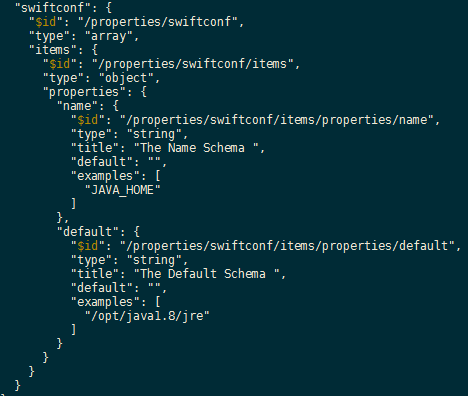 "swiftconf": {
"$id": "/properties/swiftconf",
"type": "array",
"items": {
"$id": "/properties/swiftconf/items",
"type": "object",
"properties": {
"name": {
"$id": "/properties/swiftconf/items/properties/name",
"type": "string",
"title": "The Name Schema ",
"default": "",
"examples": [
"JAVA_HOME"
]
},
"default": {
"$id": "/properties/swiftconf/items/properties/default",
"type": "string",
"title": "The Default Schema ",
"default": "",
"examples": [
"/opt/java1.8/jre"
]
}
}
}
}